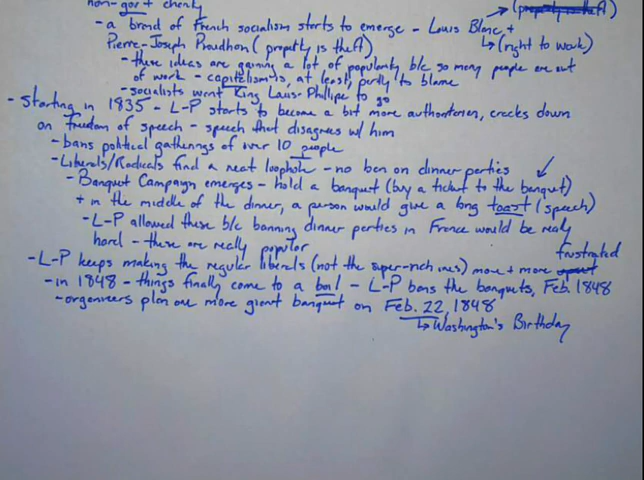 non-gov + charity
(property is theft)
- a brand of French socialism starts to emerge - Louis Blanc +
(right to work)
Pierre-Joseph Proudhon (property is theft)
- these ideas are gaining a lot of popularity b/c so many people are out
of work - capitalism is, at least, partly to blame
- socialists want King Louis-Phillipe to go
- starting in 1835 - L-P starts to become a bit more authoritarian, cracks down
on freedom of speech - speech that disagrees w/ him
- bans political gatherings of over 10 people
- Liberals/Radicals find a neat loophole - no ban on dinner parties
- Banquet Campaign emerges - hold a banquet (buy a ticket to the banquet)
+ in the middle of the dinner, a person would give a long toast (speech)
- L-P allowed these b/c banning dinner parties in France would be really
hard - these are really popular
frustrated
- L-P keeps making the regular liberals (not the super-rich ones) more + more
- in 1848 - things finally come to a boil - L-P bans the banquets, Feb. 1848
- organizers plan one more giant banquet on Feb. 22, 1848
Washington's Birthday